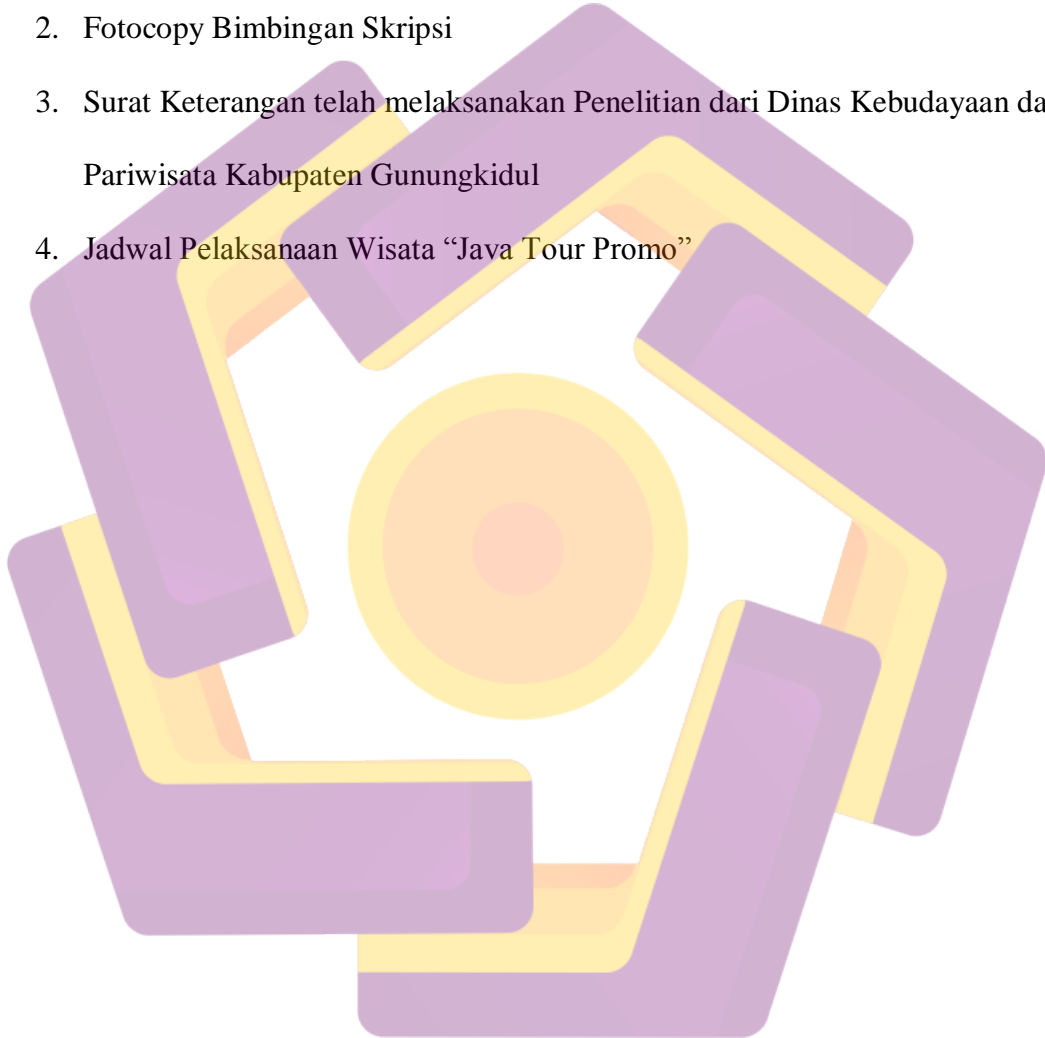 2. Fotocopy Bimbingan Skripsi
3. Surat Keterangan telah melaksanakan Penelitian dari Dinas Kebudayaan da
Pariwisata Kabupaten Gunungkidul
4. Jadwal Pelaksanaan Wisata “Java Tour Promo”